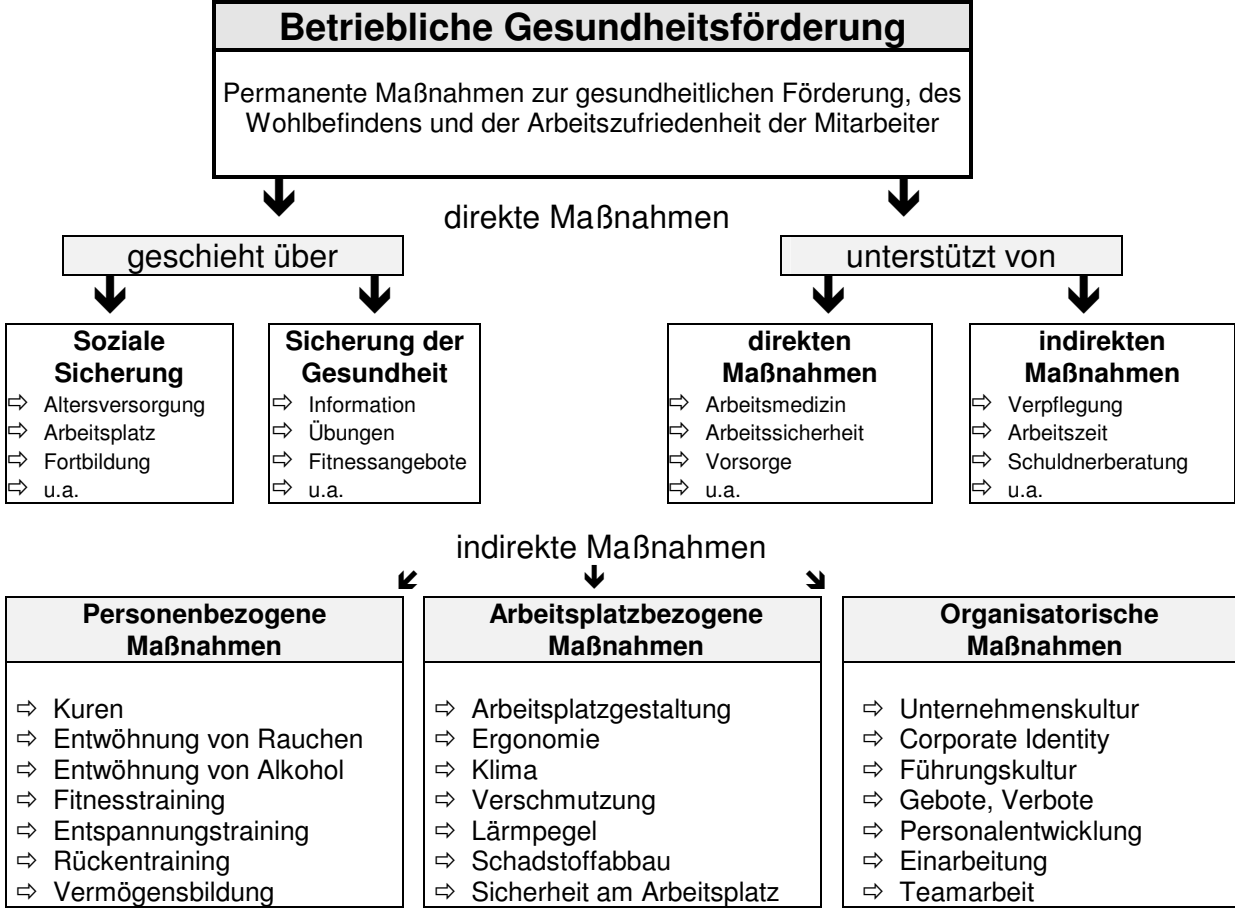 Betriebliche Gesundheitsförderung
Permanente Maßnahmen zur gesundheitlichen Förderung, des
Wohlbefindens und der Arbeitszufriedenheit der Mitarbeiter
direkte Maßnahmen
geschieht über
unterstützt von
Soziale
Sicherung
⇨ Altersversorgung
⇨ Arbeitsplatz
⇨ Fortbildung
⇨ u.a.
Sicherung der
Gesundheit
⇨ Information
⇨ Übungen
⇨ Fitnessangebote
⇨ u.a.
direkten
Maßnahmen
⇨ Arbeitsmedizin
⇨ Arbeitssicherheit
⇨ Vorsorge
⇨ u.a.
indirekten
Maßnahmen
⇨ Verpflegung
⇨ Arbeitszeit
⇨ Schuldnerberatung
⇨ u.a.
indirekte Maßnahmen
Personenbezogene
Maßnahmen
⇨ Kuren
⇨ Entwöhnung von Rauchen
⇨ Entwöhnung von Alkohol
⇨ Fitnesstraining
⇨ Entspannungstraining
⇨ Rückentraining
⇨ Vermögensbildung
Arbeitsplatzbezogene
Maßnahmen
⇨ Arbeitsplatzgestaltung
⇨ Ergonomie
⇨ Klima
⇨ Verschmutzung
⇨ Lärmpegel
⇨ Schadstoffabbau
⇨ Sicherheit am Arbeitsplatz
Organisatorische
Maßnahmen
⇨ Unternehmenskultur
⇨ Corporate Identity
⇨ Führungskultur
⇨ Gebote, Verbote
⇨ Personalentwicklung
⇨ Einarbeitung
⇨ Teamarbeit